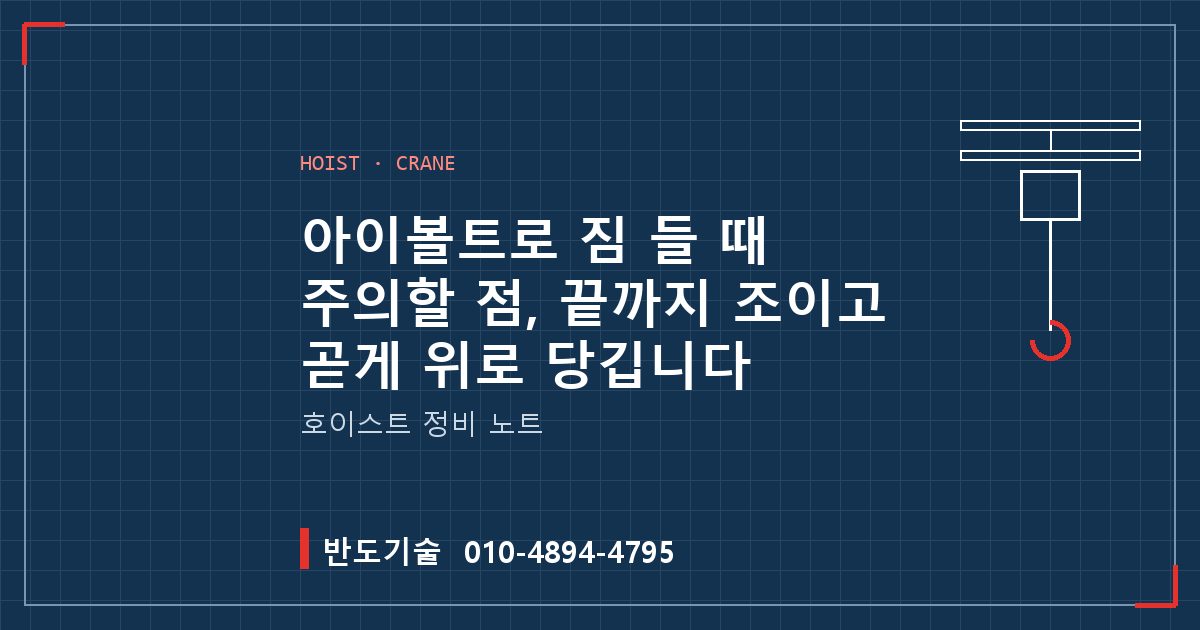 HOIST · CRANE
아이볼트로 짐 들 때
주의할 점, 끝까지 조이고
곧게 위로 당깁니다
호이스트 정비 노트
반도기술 010-4894-4795